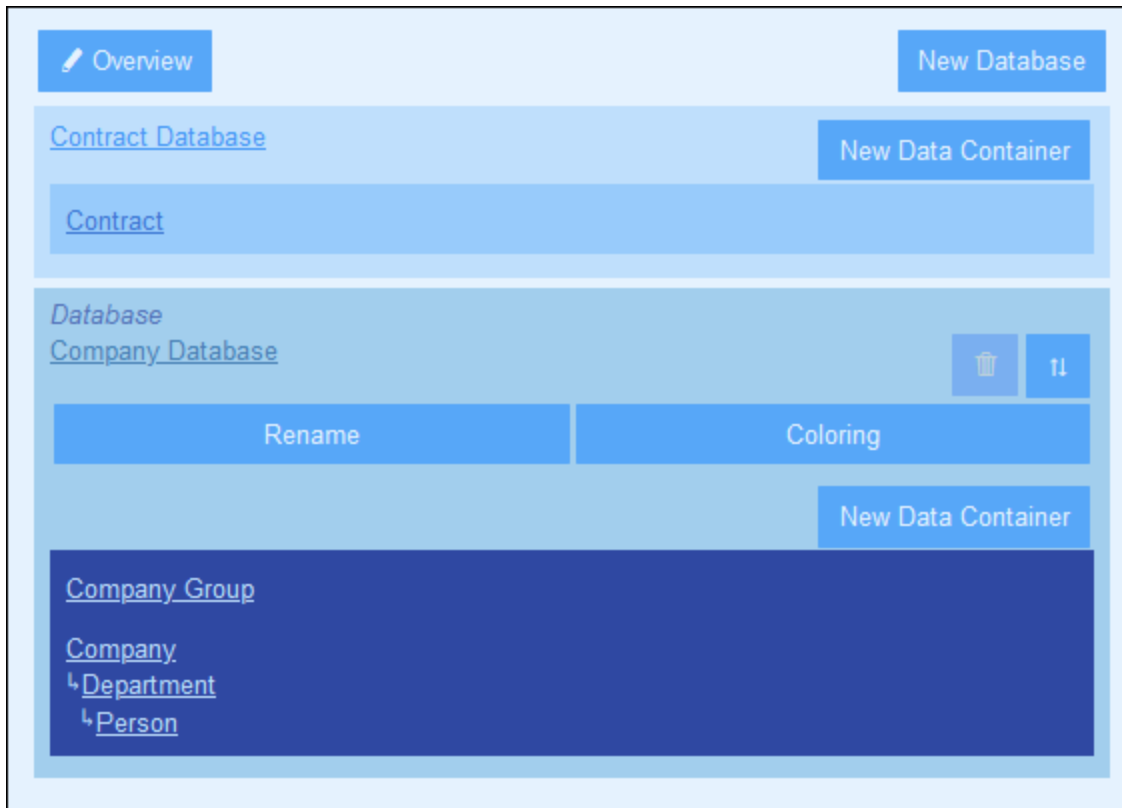 Overview
New Database
Contract Database
New Data Container
Contract
Database
Company Database
Rename
Coloring
New Data Container
Company Group
Company
Department
Person